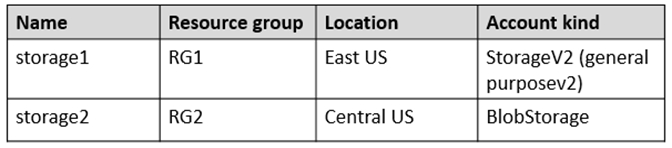 Name Resource group Location Account kind
storage1 RG1 East US StorageV2 (general
purposev2)
storage2 RG2 Central US BlobStorage